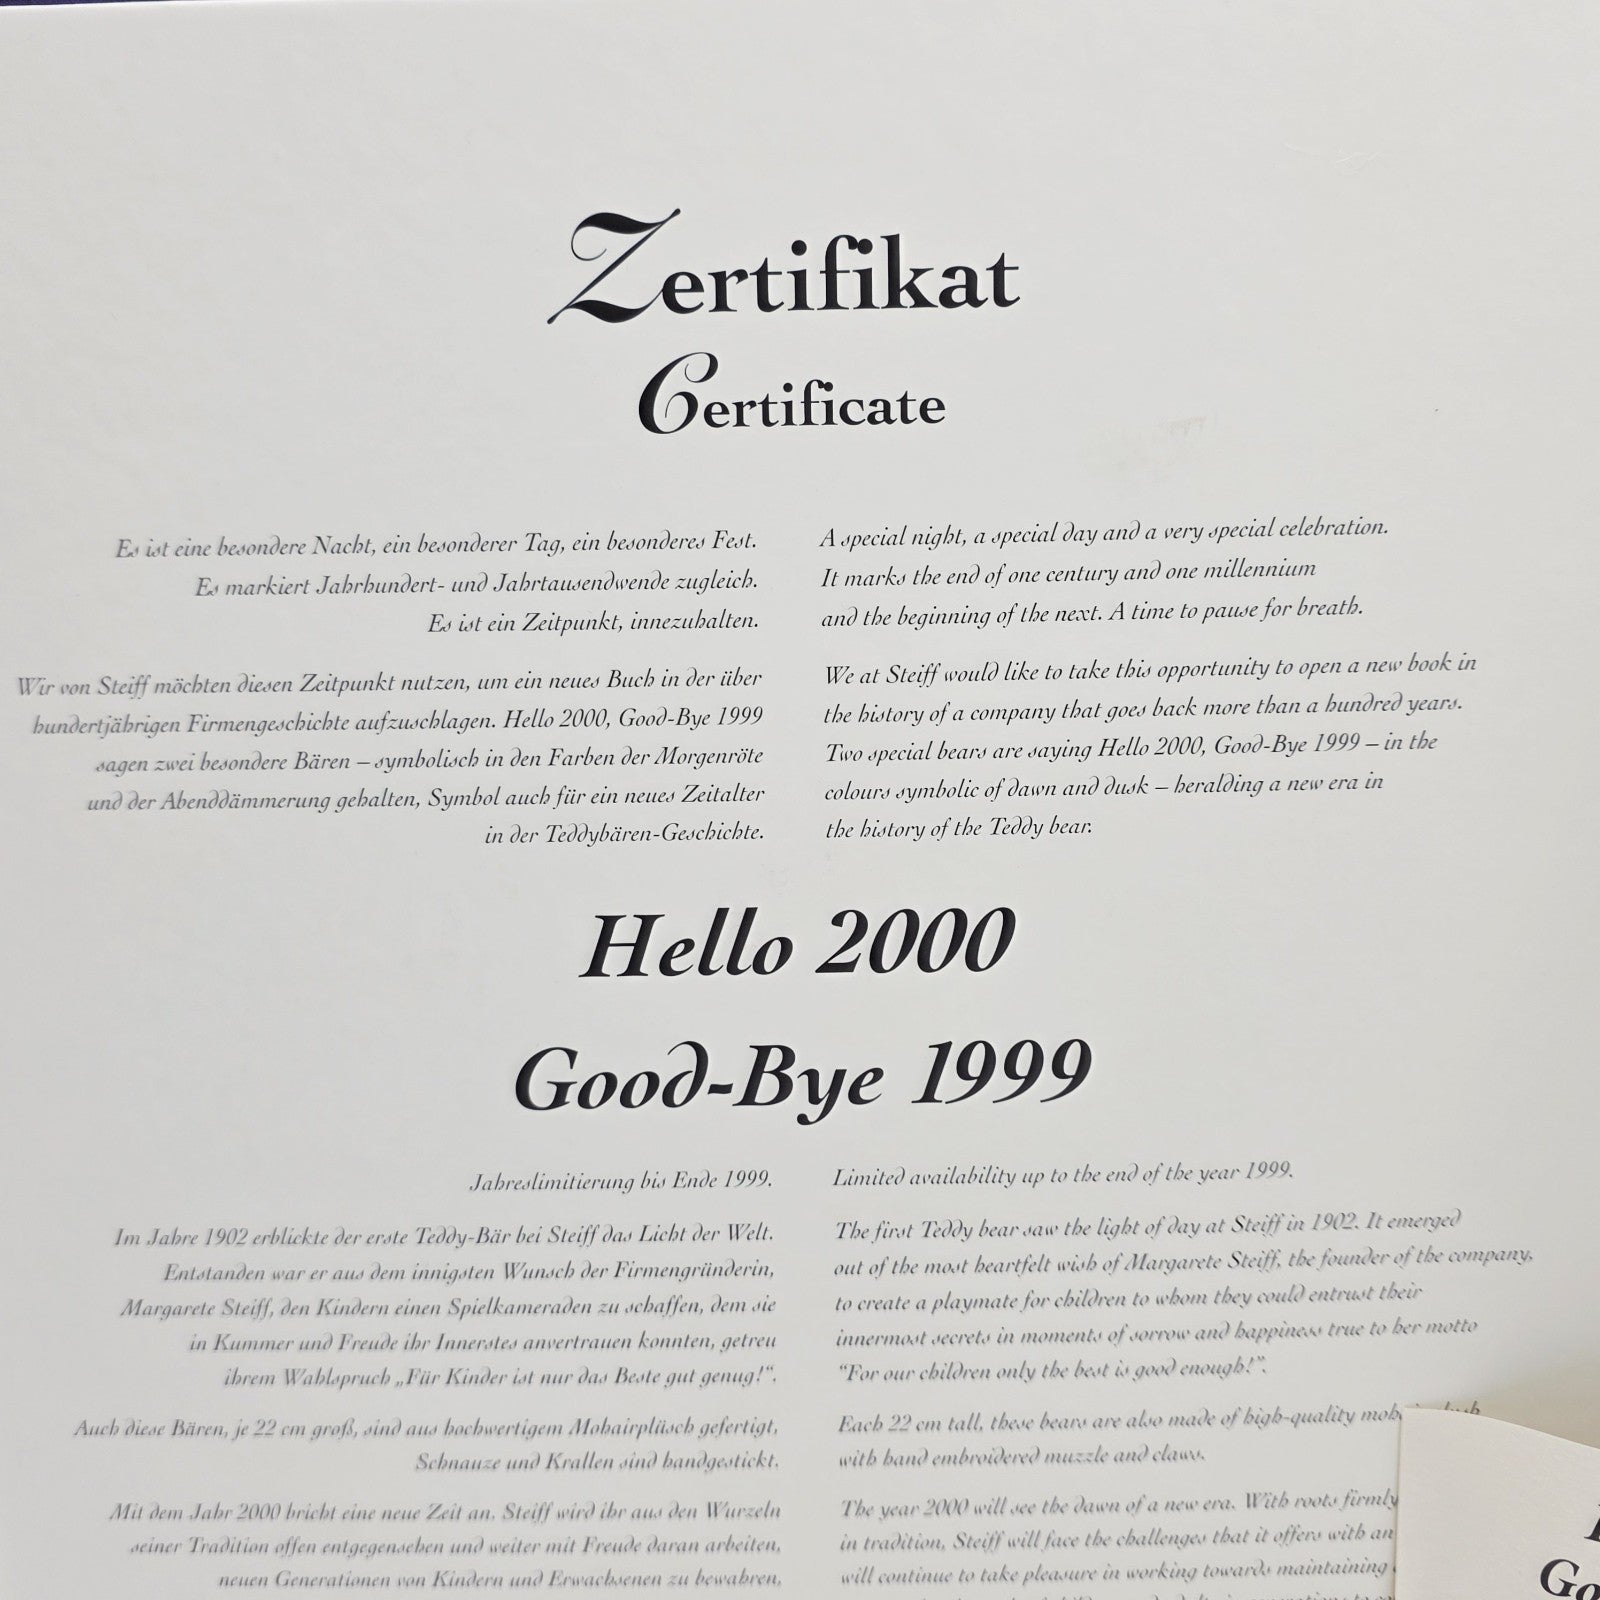 Zertifikat
Certificate
Es ist eine besondere Nacht, ein besonderer Tag, ein besonderes Fest.
Es markiert Jahrhundert- und Jahrtausendwende zugleich.
Es ist ein Zeitpunkt, innezuhalten.
Wir von Steiff möchten diesen Zeitpunkt nutzen, um ein neues Buch in der über
hundertjährigen Firmengeschichte aufzuschlagen. Hello 2000, Good-Bye 1999
sagen zwei besondere Bären – symbolisch in den Farben der Morgenröte
und der Abenddämmerung gehalten, Symbol auch für ein neues Zeitalter
in der Teddybären-Geschichte.
A special night, a special day and a very special celebration.
It marks the end of one century and one millennium
and the beginning of the next. A time to pause for breath.
We at Steiff would like to take this opportunity to open a new book in
the history of a company that goes back more than a hundred years.
Two special bears are saying Hello 2000, Good-Bye 1999 – in the
colours symbolic of dawn and dusk – heralding a new era in
the history of the Teddy bear.
Hello 2000
Good-Bye 1999
Jahreslimitierung bis Ende 1999.
Im Jahre 1902 erblickte der erste Teddy-Bär bei Steiff das Licht der Welt.
Entstanden war er aus dem innigsten Wunsch der Firmengründerin,
Margarete Steiff, den Kindern einen Spielkameraden zu schaffen, dem sie
in Kummer und Freude ihr Innerstes anvertrauen konnten, getreu
ihrem Wahlspruch „Für Kinder ist nur das Beste gut genug!“.
Auch diese Bären, je 22 cm groß, sind aus hochwertigem Mohairplüsch gefertigt,
Schnauze und Krallen sind handgestickt.
Mit dem Jahr 2000 bricht eine neue Zeit an. Steiff wird ihr aus den Wurzeln
seiner Tradition offen entgegensehen und weiter mit Freude daran arbeiten,
neuen Generationen von Kindern und Erwachsenen zu bewahren,
Limited availability up to the end of the year 1999.
The first Teddy bear saw the light of day at Steiff in 1902. It emerged
out of the most heartfelt wish of Margarete Steiff, the founder of the company,
to create a playmate for children to whom they could entrust their
innermost secrets in moments of sorrow and happiness true to her motto
“For our children only the best is good enough!”.
Each 22 cm tall, these bears are also made of high-quality
with hand embroidered muzzle and claws.
The year 2000 will see the dawn of a new era. With roots firmly
in tradition, Steiff will face the challenges that it offers with an
will continue to take pleasure in working towards maintaining
Go